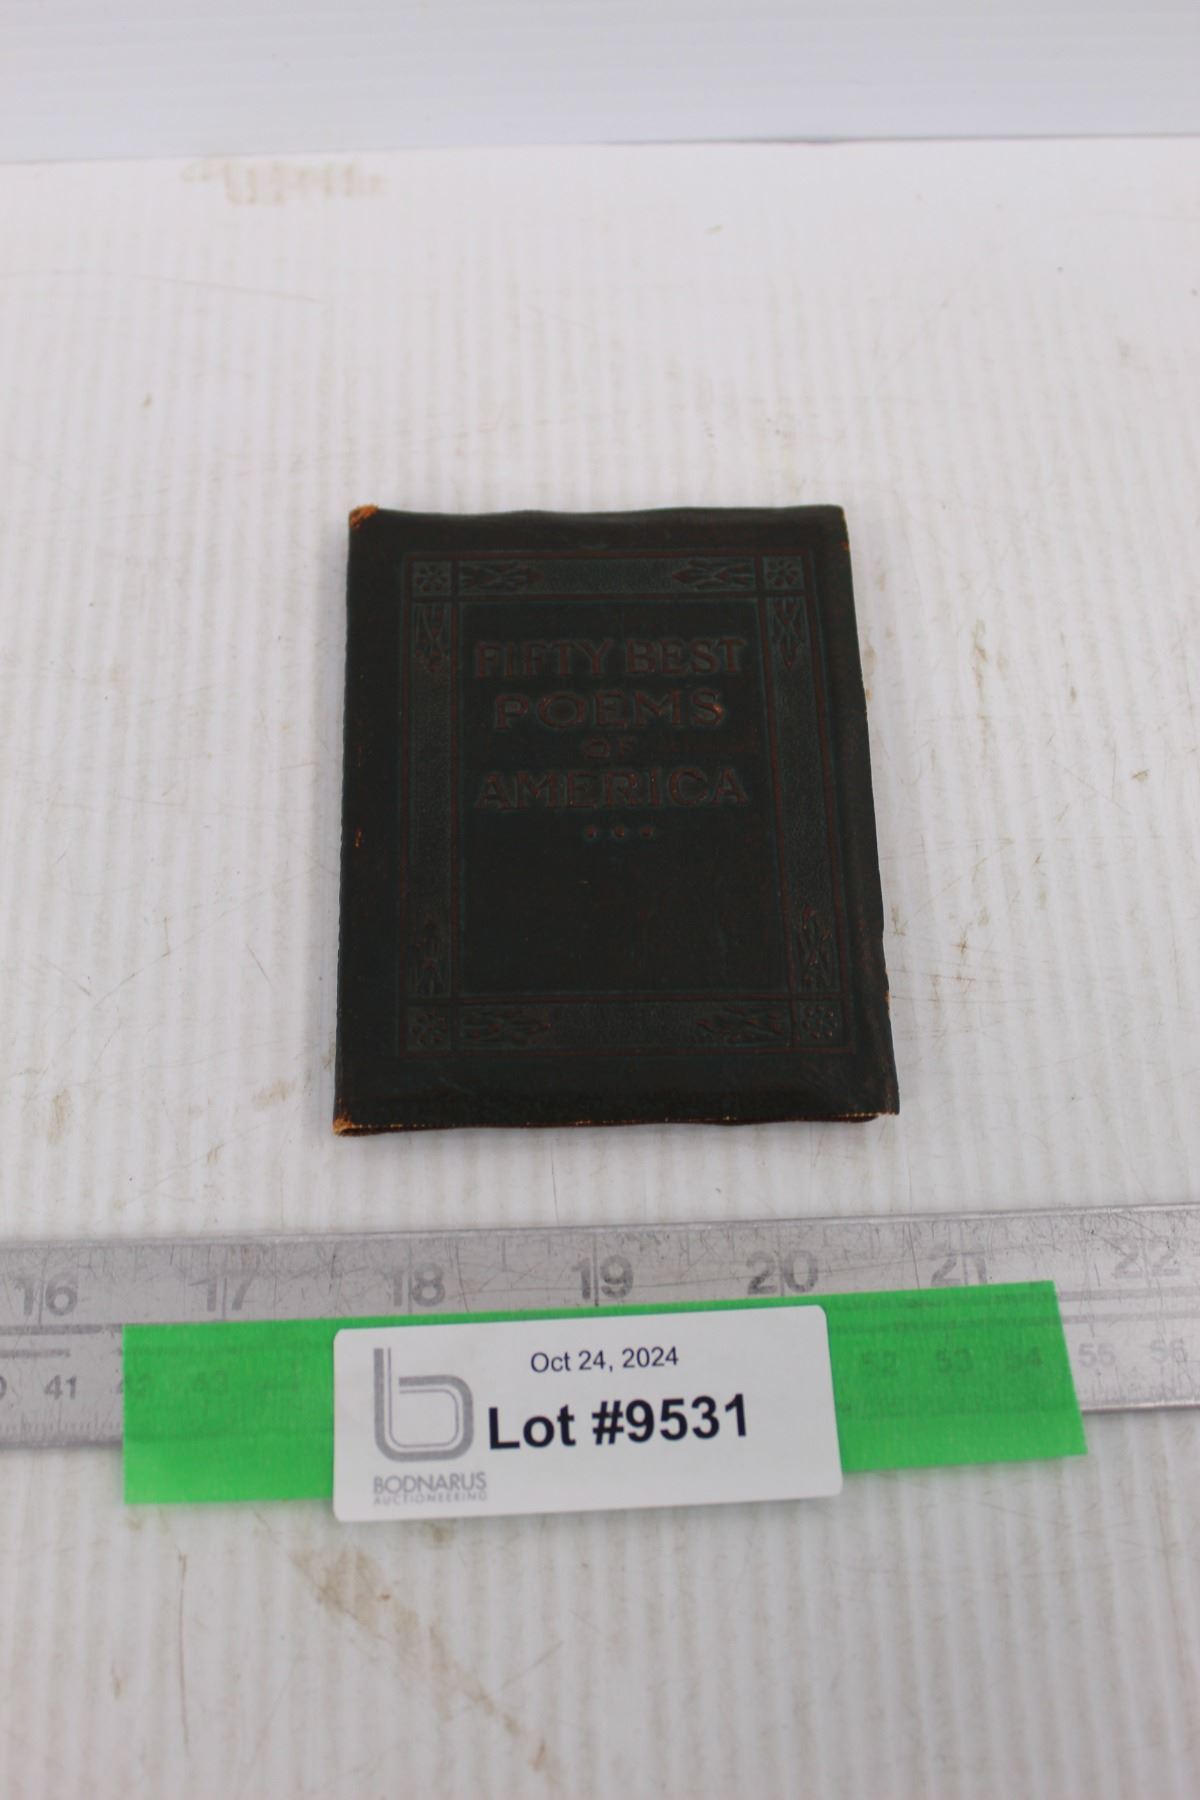 FIFTY BEST
POEMS
OF
AMERICA
16 17 18 19 20 21 22
41 42 43 44 52 53 54 55 56
Oct 24, 2024
Lot #9531
BODNARUS
AUCTIONEERING